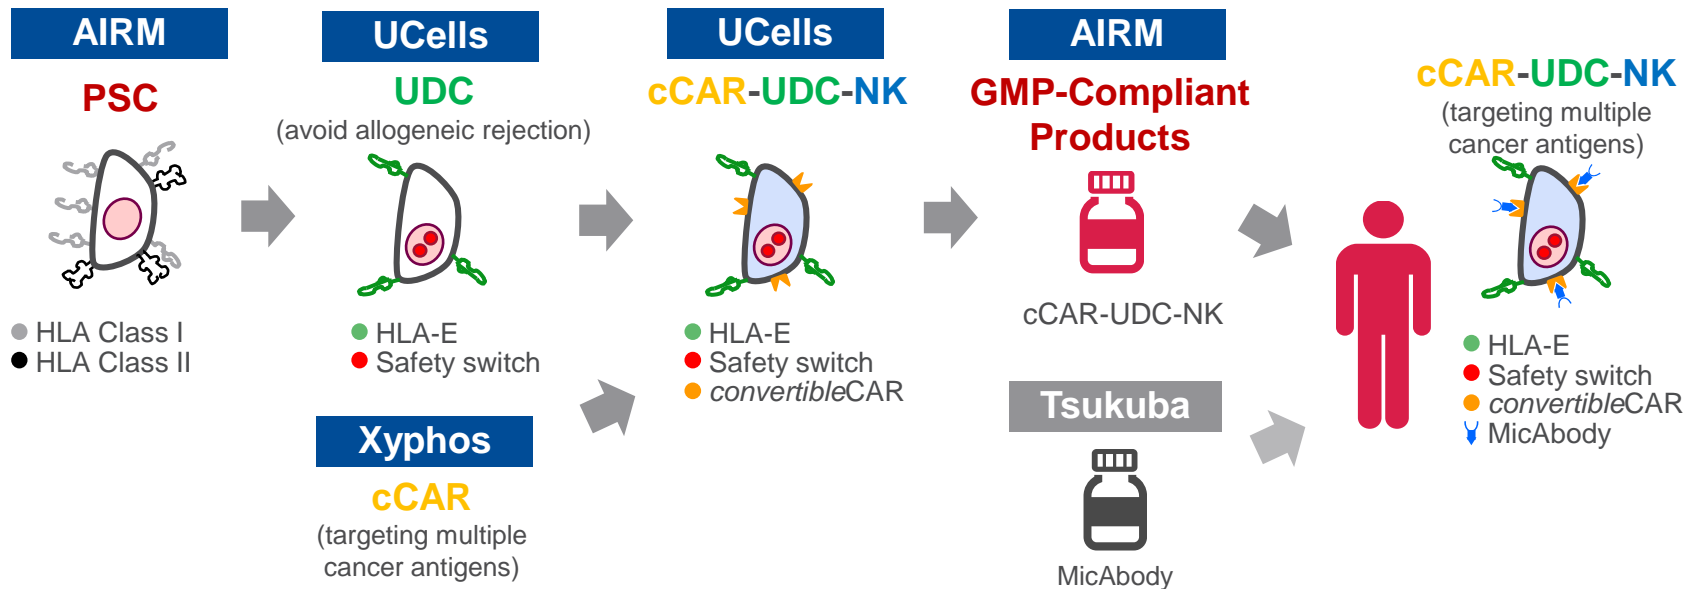 AIRM
PSC
HLA Class I
HLA Class II
UCells
UDC
(avoid allogeneic rejection)
HLA-E
Safety switch
Xyphos
cCAR
(targeting multiple
cancer antigens)
UCells
cCAR-UDC-NK
HLA-E
Safety switch
convertibleCAR
AIRM
GMP-Compliant
Products
cCAR-UDC-NK
Tsukuba
MicAbody
cCAR-UDC-NK
(targeting multiple
cancer antigens)
HLA-E
Safety switch
convertibleCAR
MicAbody